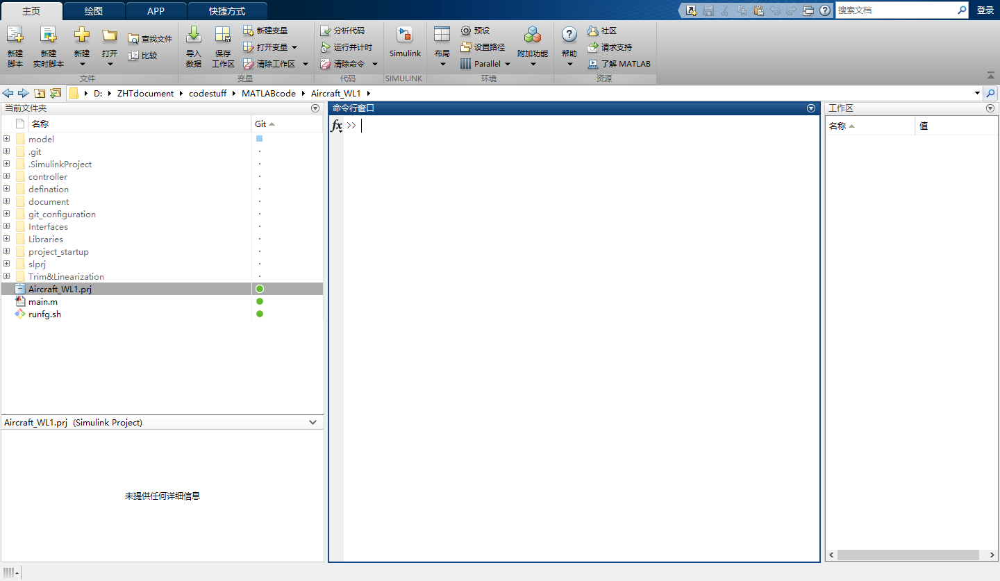 主页 绘图 APP 快捷方式 搜索文档 登录
新建脚本 新建实时脚本 新建 打开 查找文件 比较
文件
导入数据 保存工作区 新建变量 打开变量 清除工作区
变量
分析代码 运行并计时 清除命令
代码
Simulink
SIMULINK
布局 预设 设置路径 Parallel 附加功能
环境
帮助 社区 请求支持 了解 MATLAB
资源
D: ZHTdocument codestuff MATLABcode Aircraft_WL1
当前文件夹
名称 Git
model
.git
.SimulinkProject
controller
defination
document
git_configuration
Interfaces
Libraries
project_startup
slprj
Trim&Linearization
Aircraft_WL1.prj
main.m
runfg.sh
Aircraft_WL1.prj (Simulink Project)
未提供任何详细信息
命令行窗口
fx >>
工作区
名称 值